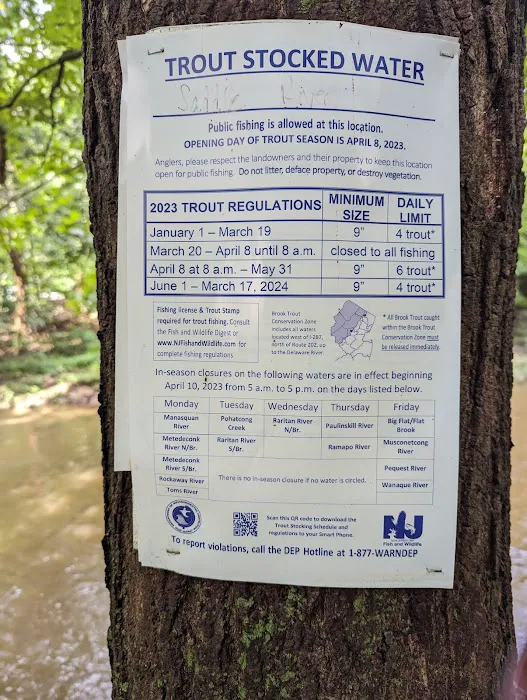 TROUT STOCKED WATER
Saddle River
Public fishing is allowed at this location.
OPENING DAY OF TROUT SEASON IS APRIL 8, 2023.
Anglers, please respect the landowners and their property to keep this location
open for public fishing. Do not litter, deface property, or destroy vegetation.
2023 TROUT REGULATIONS MINIMUM SIZE DAILY LIMIT
January 1 – March 19 9" 4 trout*
March 20 – April 8 until 8 a.m. closed to all fishing
April 8 at 8 a.m. – May 31 9" 6 trout*
June 1 – March 17, 2024 9" 4 trout*
Fishing license & Trout Stamp
required for trout fishing. Consult
the Fish and Wildlife Digest or
www.NJFishandWildlife.com for
complete fishing regulations
Brook Trout
Conservation Zone
includes all waters
located west of I-287,
north of Route 202, up
to the Delaware River.
* All Brook Trout caught
within the Brook Trout
Conservation Zone must
be released immediately.
In-season closures on the following waters are in effect beginning
April 10, 2023 from 5 a.m. to 5 p.m. on the days listed below.
Monday Tuesday Wednesday Thursday Friday
Manasquan River Pohatcong Creek Raritan River N/Br. Paulinskill River Big Flat/Flat Brook
Metedeconk River N/Br. Raritan River S/Br. Ramapo River Musconetcong River
Metedeconk River S/Br. Pequest River
Rockaway River There is no in-season closure if no water is circled. Wanaque River
Toms River
Scan this QR code to download the
Trout Stocking Schedule and
regulations to your Smart Phone.
NJ
Fish and Wildlife
To report violations, call the DEP Hotline at 1-877-WARNDEP